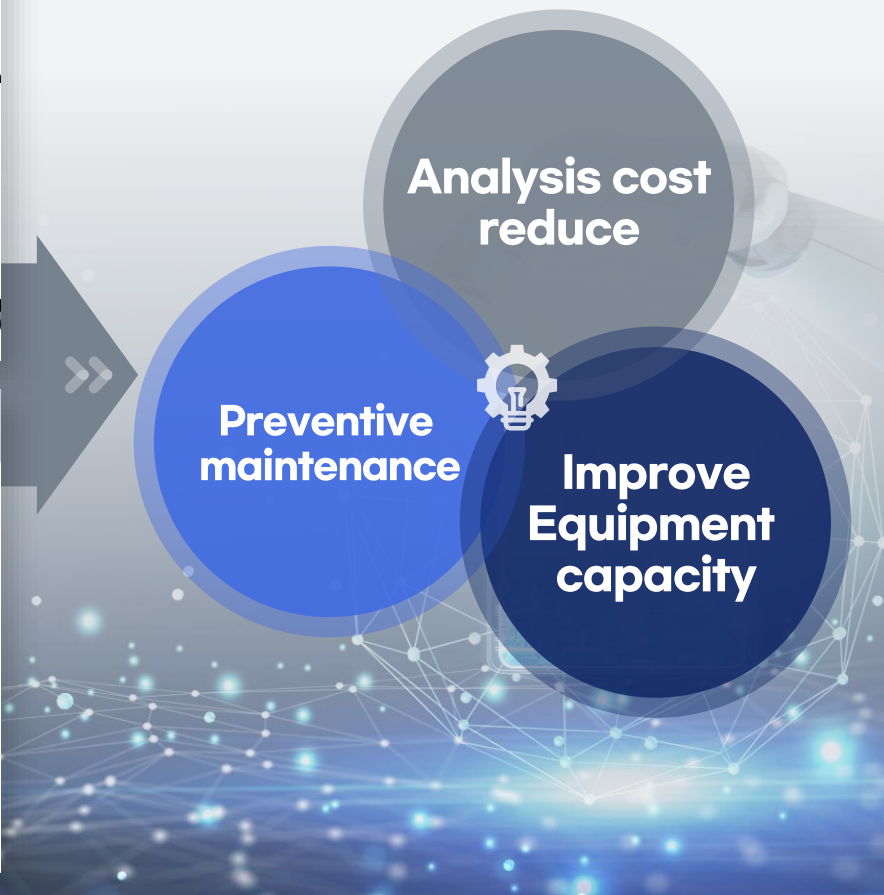 Analysis cost
reduce
Preventive
maintenance
Improve
Equipment
capacity